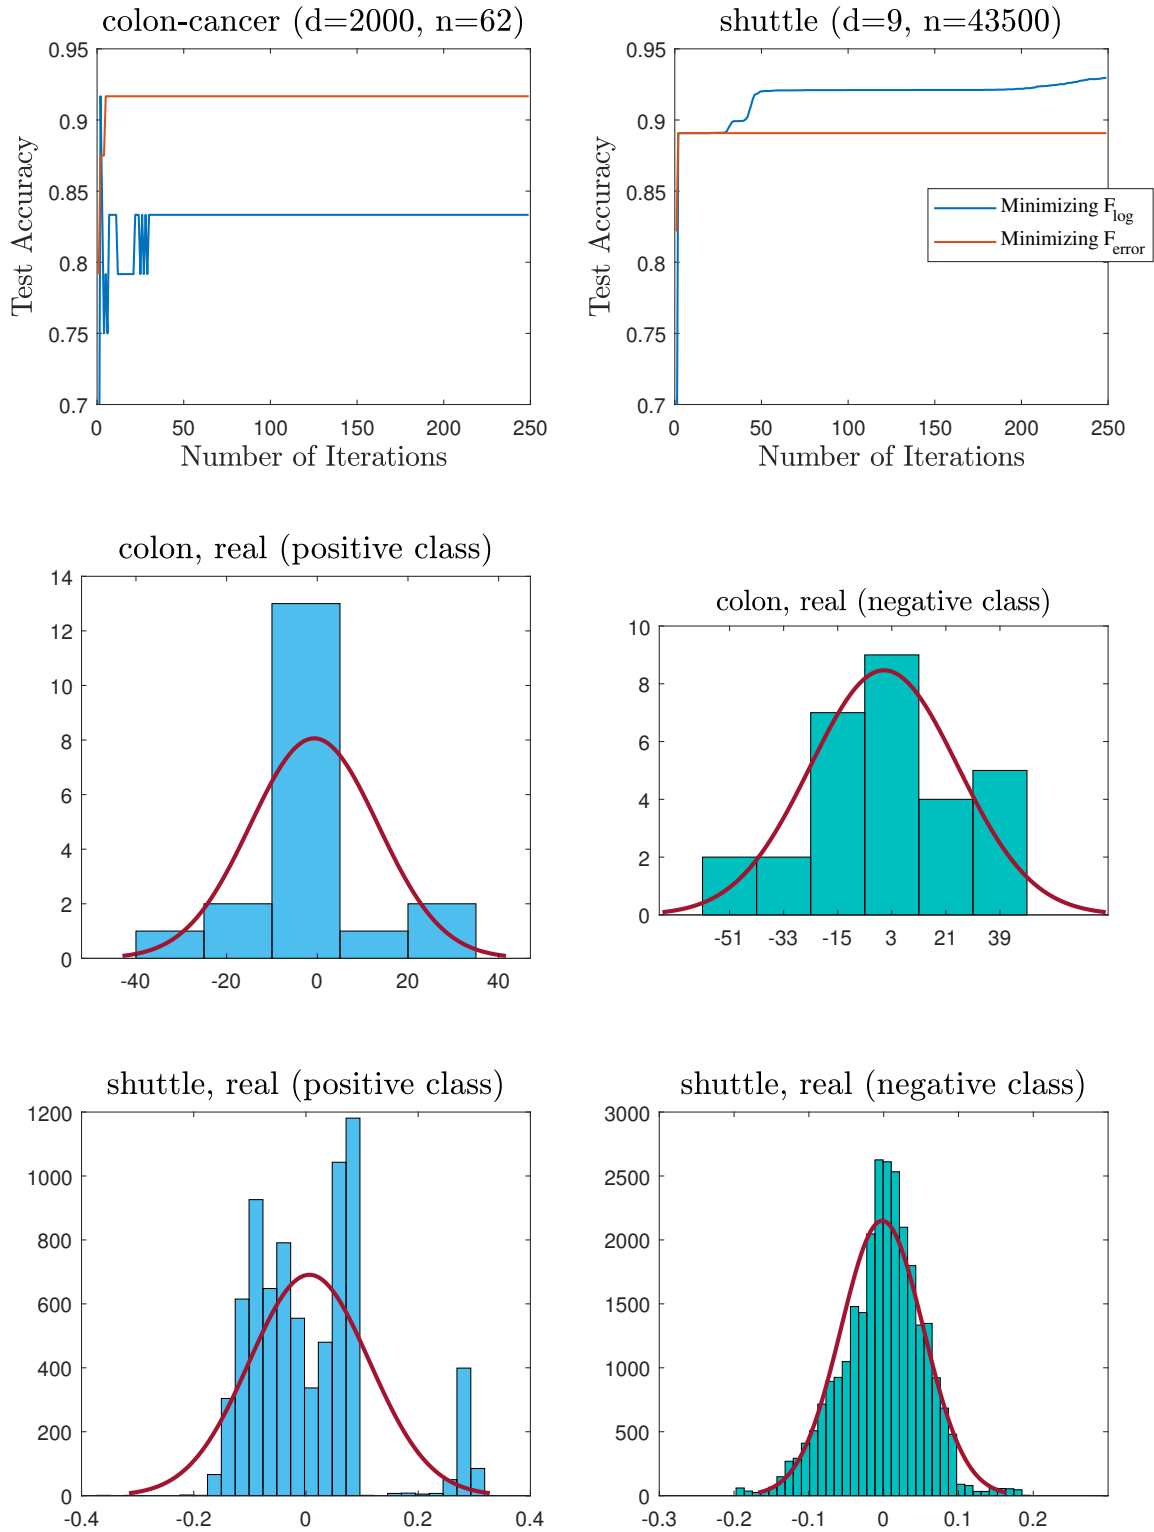 colon-cancer (d=2000, n=62)
shuttle (d=9, n=43500)
0.95
0.9
0.85
0.8
0.75
0.7
Test Accuracy
0 50 100 150 200 250
Number of Iterations
0.95
0.9
0.85
0.8
0.75
0.7
Test Accuracy
0 50 100 150 200 250
Number of Iterations
Minimizing F_log
Minimizing F_error
colon, real (positive class)
14
12
10
8
6
4
2
0
-40 -20 0 20 40
colon, real (negative class)
10
8
6
4
2
0
-51 -33 -15 3 21 39
shuttle, real (positive class)
1200
1000
800
600
400
200
0
-0.4 -0.2 0 0.2 0.4
shuttle, real (negative class)
3000
2500
2000
1500
1000
500
0
-0.3 -0.2 -0.1 0 0.1 0.2